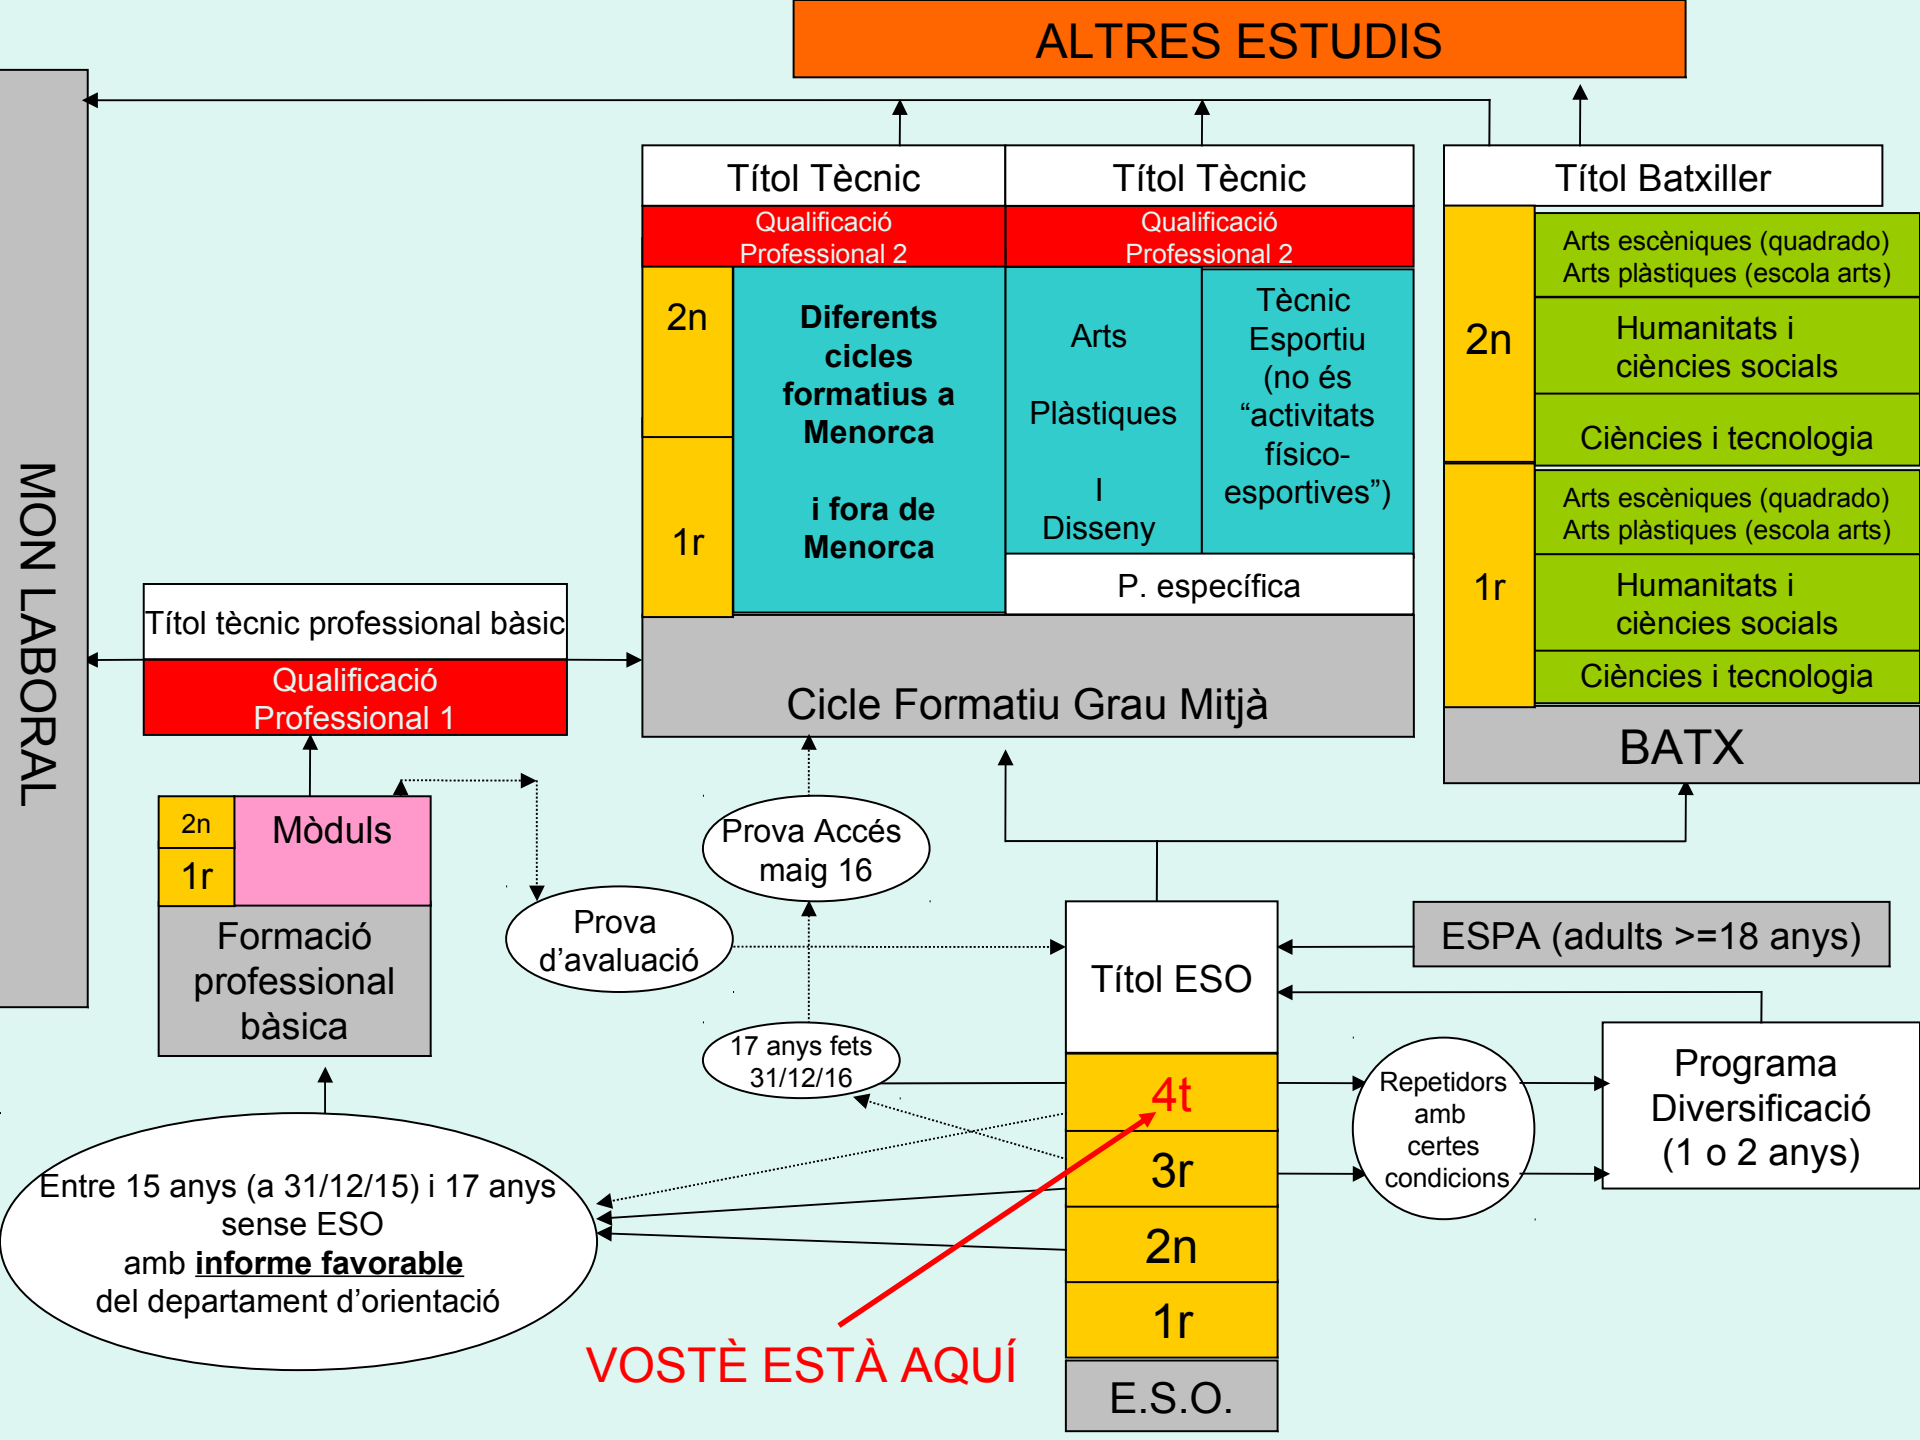 ALTRES ESTUDIS
MON LABORAL
Títol Tècnic
Qualificació
Professional 2
2n
1r
Diferents
cicles
formatius a
Menorca
i fora de
Menorca
Títol Tècnic
Qualificació
Professional 2
Arts
Plàstiques
I
Disseny
Tècnic
Esportiu
(no és
“activitats
físico-
esportives”)
P. específica
Cicle Formatiu Grau Mitjà
Títol Batxiller
2n
Arts escèniques (quadrado)
Arts plàstiques (escola arts)
Humanitats i
ciències socials
Ciències i tecnologia
1r
Arts escèniques (quadrado)
Arts plàstiques (escola arts)
Humanitats i
ciències socials
Ciències i tecnologia
BATX
Títol tècnic professional bàsic
Qualificació
Professional 1
2n
1r
Mòduls
Formació
professional
bàsica
Prova
d’avaluació
Prova Accés
maig 16
17 anys fets
31/12/16
Títol ESO
ESPA (adults >=18 anys)
4t
3r
2n
1r
E.S.O.
Repetidors
amb
certes
condicions
Programa
Diversificació
(1 o 2 anys)
Entre 15 anys (a 31/12/15) i 17 anys
sense ESO
amb informe favorable
del departament d’orientació
VOSTÈ ESTÀ AQUÍ